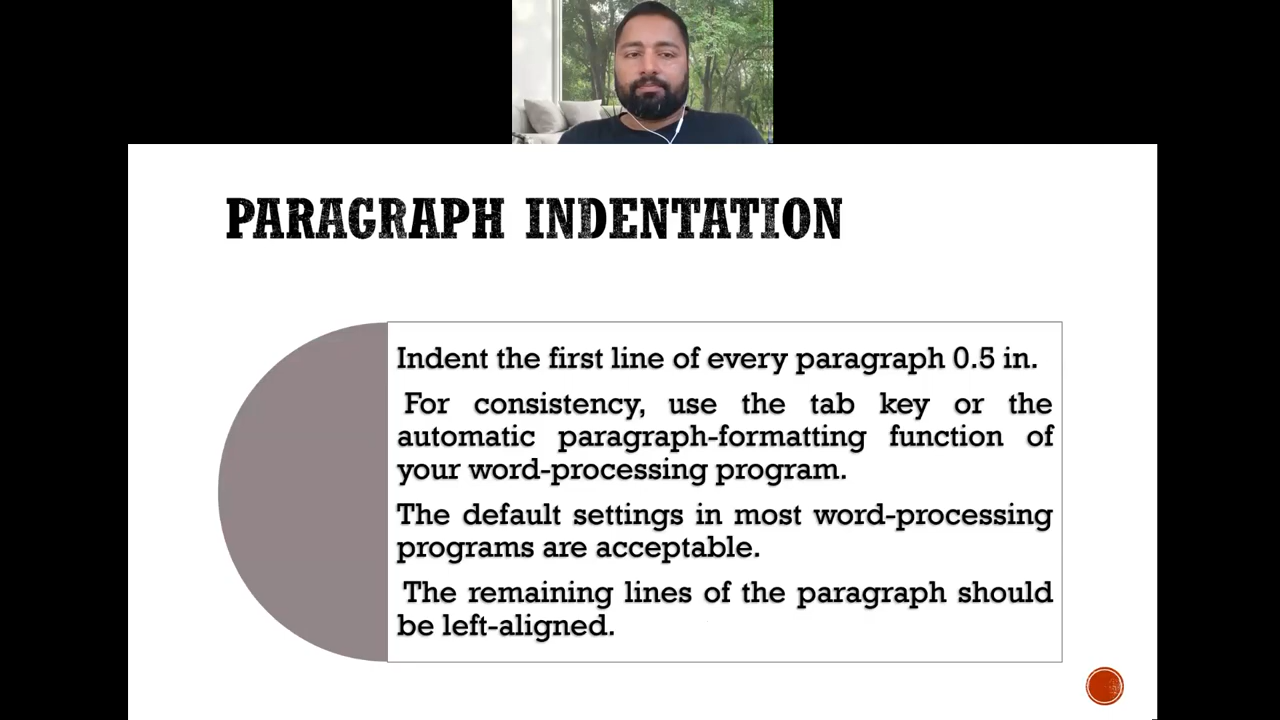 PARAGRAPH INDENTATION
Indent the first line of every paragraph 0.5 in.
For consistency, use the tab key or the
automatic paragraph-formatting function of
your word-processing program.
The default settings in most word-processing
programs are acceptable.
The remaining lines of the paragraph should
be left-aligned.